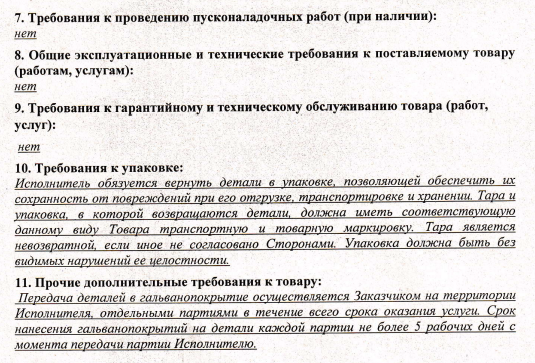 7. Требования к проведению пусконаладочных работ (при наличии):
нет
8. Общие эксплуатационные и технические требования к поставляемому товару
(работам, услугам):
нет
9. Требования к гарантийному и техническому обслуживанию товара (работ,
услуг):
нет
10. Требования к упаковке:
Исполнитель обязуется вернуть детали в упаковке, позволяющей обеспечить их
сохранность от повреждений при его отгрузке, транспортировке и хранении. Тара и
упаковка, в которой возвращаются детали, должна иметь соответствующую
данному виду Товара транспортную и товарную маркировку. Тара является
невозвратной, если иное не согласовано Сторонами. Упаковка должна быть без
видимых нарушений ее целостности.
11. Прочие дополнительные требования к товару:
Передача деталей в гальванопокрытие осуществляется Заказчиком на территории
Исполнителя, отдельными партиями в течение всего срока оказания услуги. Срок
нанесения гальванопокрытий на детали каждой партии не более 5 рабочих дней с
момента передачи партии Исполнителю.